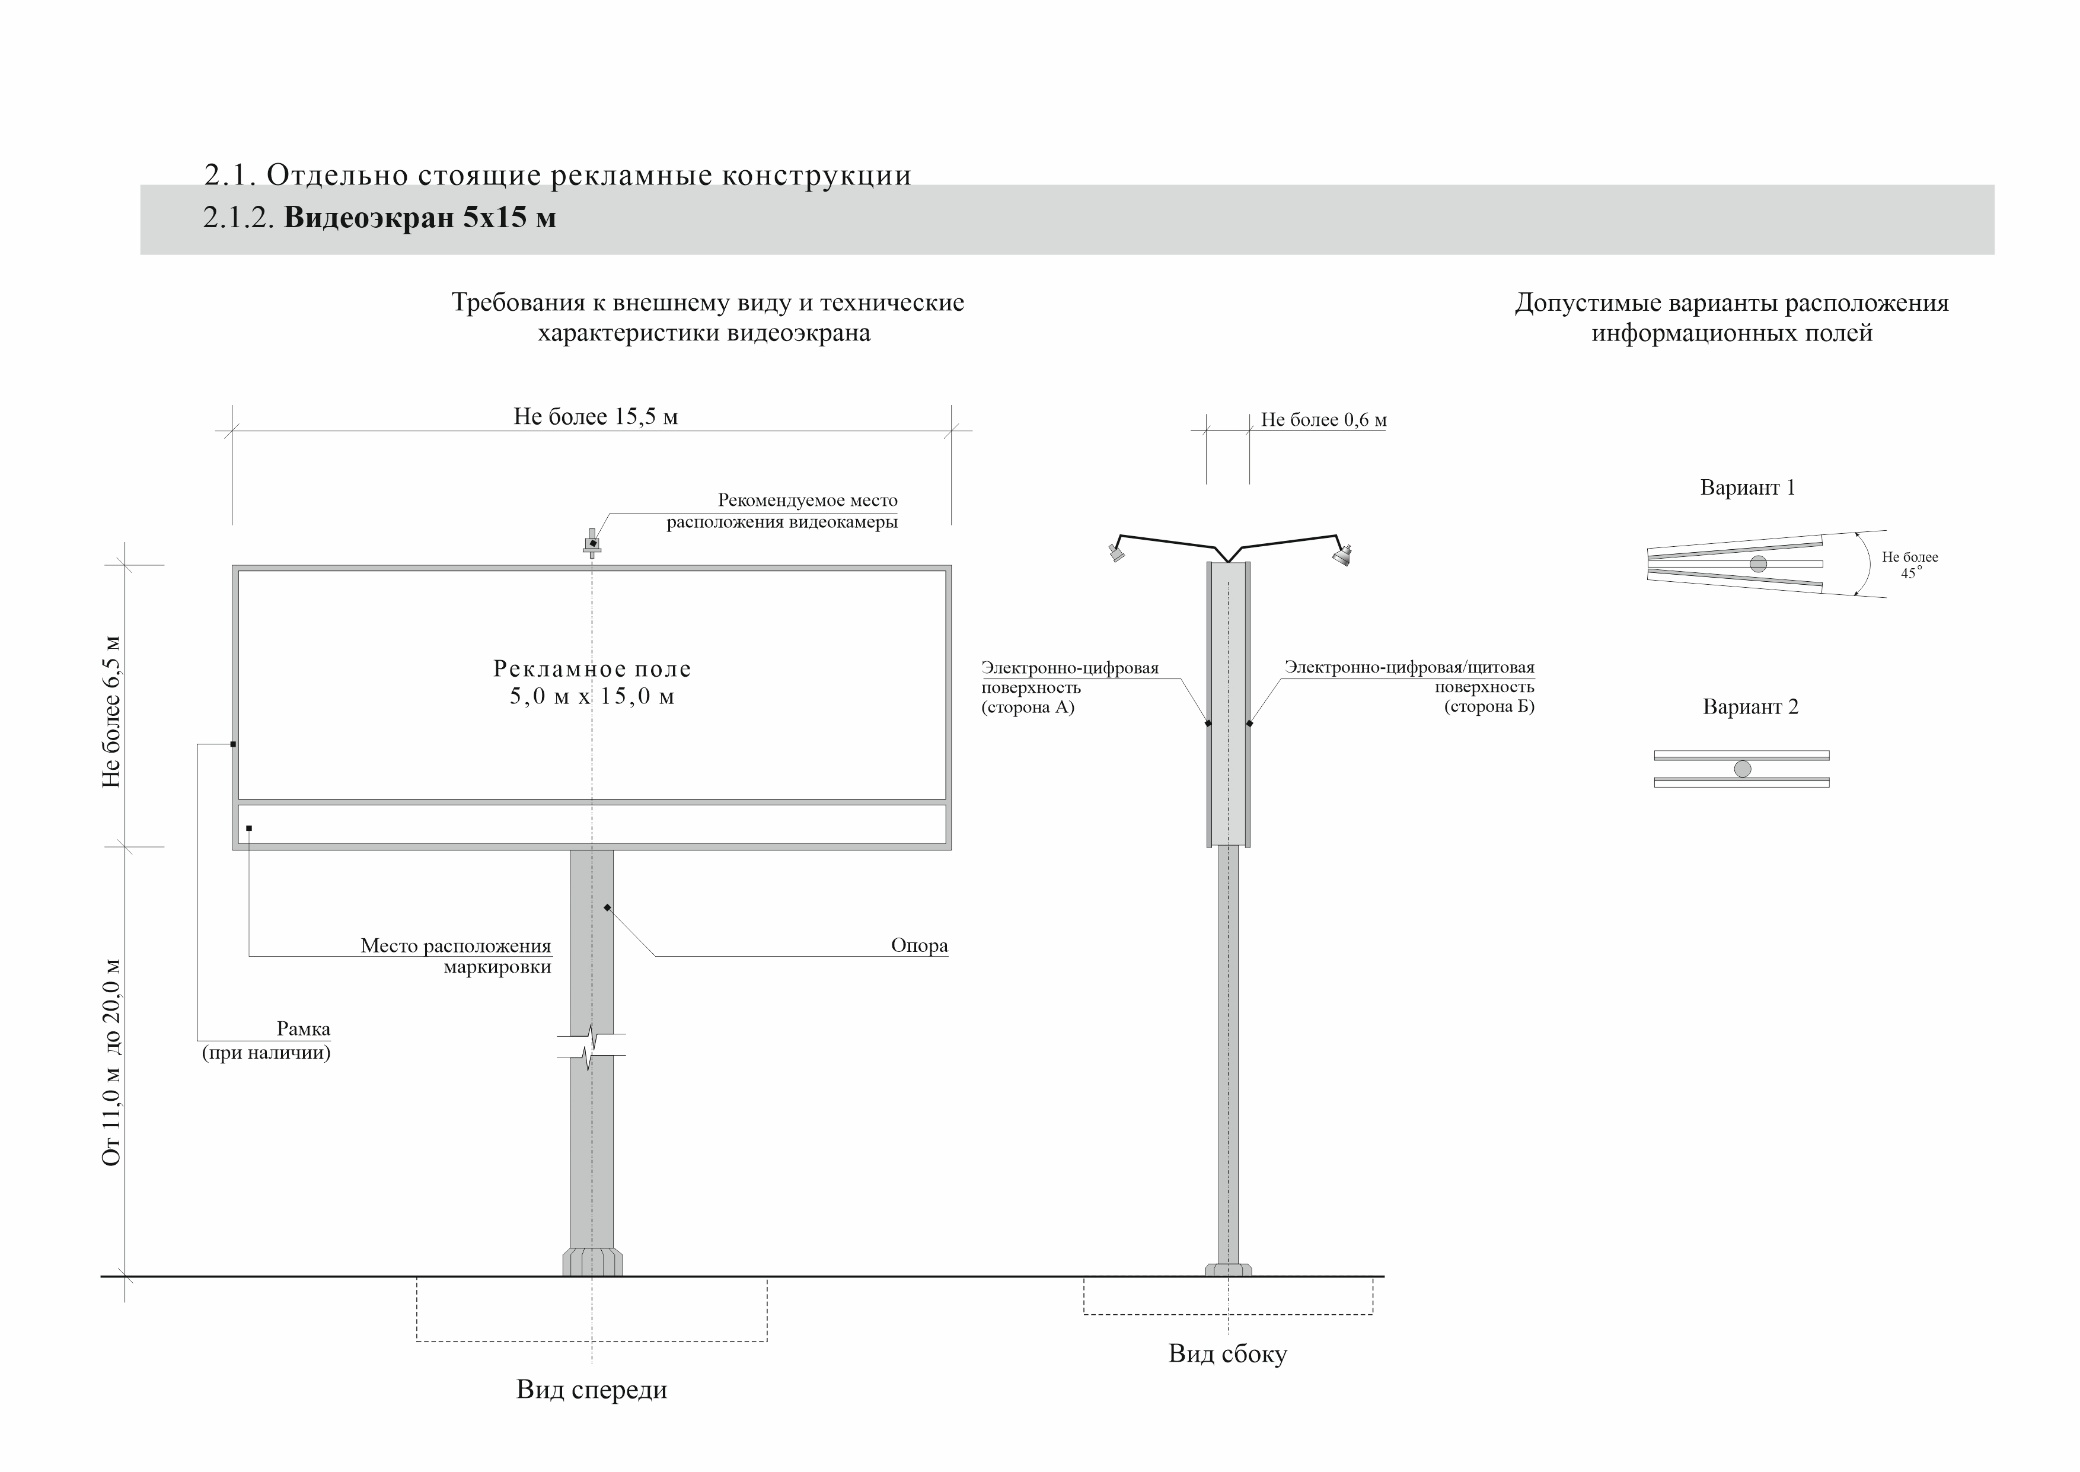 2.1. Отдельно стоящие рекламные конструкции
2.1.2. Видеоэкран 5х15 м
Требования к внешнему виду и технические
характеристики видеоэкрана
Допустимые варианты расположения
информационных полей
Не более 15,5 м
Не более 0,6 м
Рекомендуемое место
расположения видеокамеры
Вариант 1
Не более
45°
Не более 6,5 м
Рекламное поле
5,0 м х 15,0 м
Электронно-цифровая
поверхность
(сторона А)
Электронно-цифровая/щитовая
поверхность
(сторона Б)
Вариант 2
Место расположения
маркировки
Опора
От 11,0 м до 20,0 м
Рамка
(при наличии)
Вид сбоку
Вид спереди